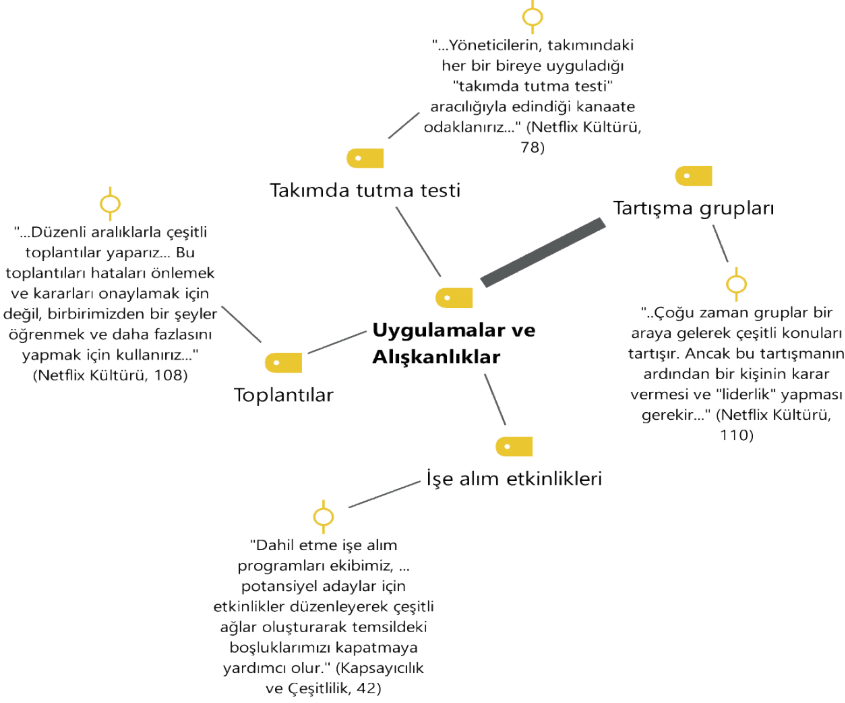 "...Yöneticilerin, takımındaki
her bir bireye uyguladığı
"takımda tutma testi"
aracılığıyla edindiği kanaate
odaklanırız..." (Netflix Kültürü,
78)
Takımda tutma testi
Tartışma grupları
"...Düzenli aralıklarla çeşitli
toplantılar yaparız... Bu
toplantıları hataları önlemek
ve kararları onaylamak için
değil, birbirimizden bir şeyler
öğrenmek ve daha fazlasını
yapmak için kullanırız..."
(Netflix Kültürü, 108)
Uygulamalar ve
Alışkanlıklar
"..Çoğu zaman gruplar bir
araya gelerek çeşitli konuları
tartışır. Ancak bu tartışmanın
ardından bir kişinin karar
vermesi ve "liderlik" yapması
gerekir..." (Netflix Kültürü,
110)
Toplantılar
İşe alım etkinlikleri
"Dahil etme işe alım
programları ekibimiz, ...
potansiyel adaylar için
etkinlikler düzenleyerek çeşitli
ağlar oluşturarak temsildeki
boşluklarımızı kapatmaya
yardımcı olur." (Kapsayıcılık
ve Çeşitlilik, 42)